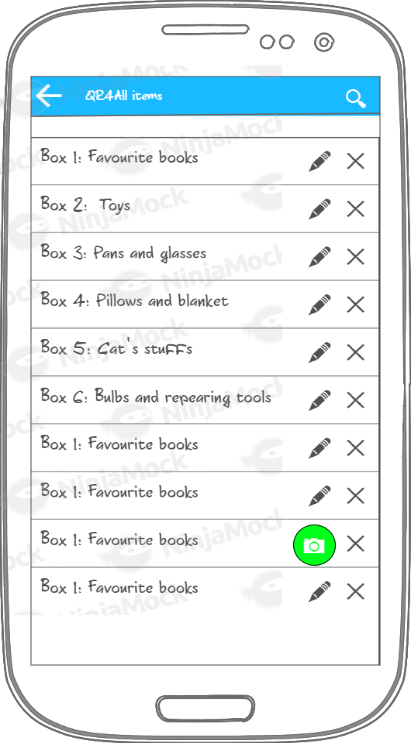 QR4All items
Box 1: Favourite books
Box 2: Toys
Box 3: Pans and glasses
Box 4: Pillows and blanket
Box 5: Cat's stuffs
Box 6: Bulbs and repearing tools
Box 1: Favourite books
Box 1: Favourite books
Box 1: Favourite books
Box 1: Favourite books
NinjaMock